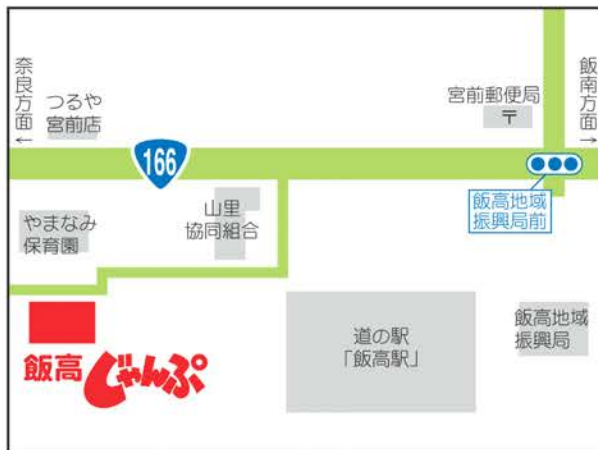 奈良方面←
つるや
宮前店
宮前郵便局
〒
飯南方面→
166
飯高地域
振興局前
やまなみ
保育園
山里
協同組合
道の駅
「飯高駅」
飯高地域
振興局
飯高じゃんぷ